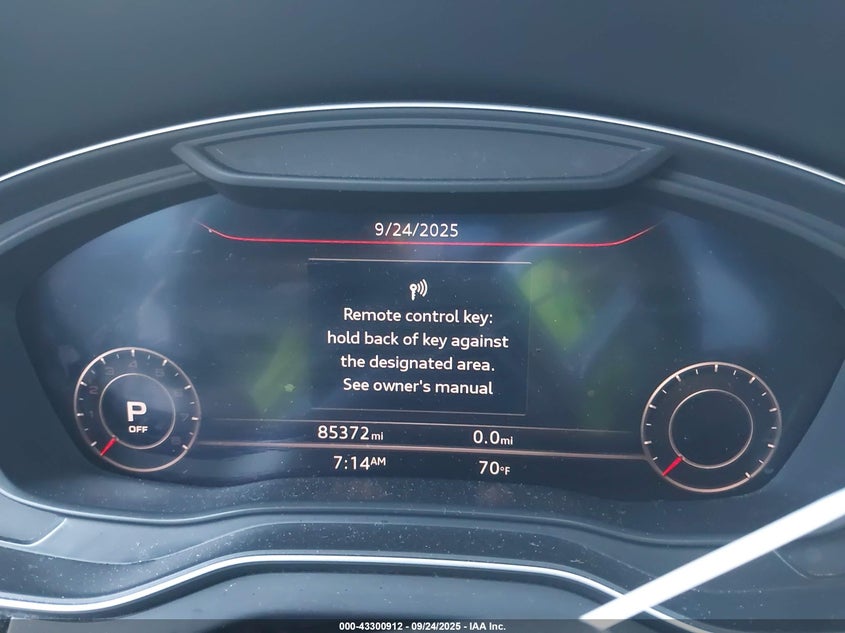 9/24/2025
Remote control key:
hold back of key against
the designated area.
See owner's manual
P
OFF
85372mi
0.0mi
7:14AM
70°F
000-43300912 - 09/24/2025 - IAA Inc.